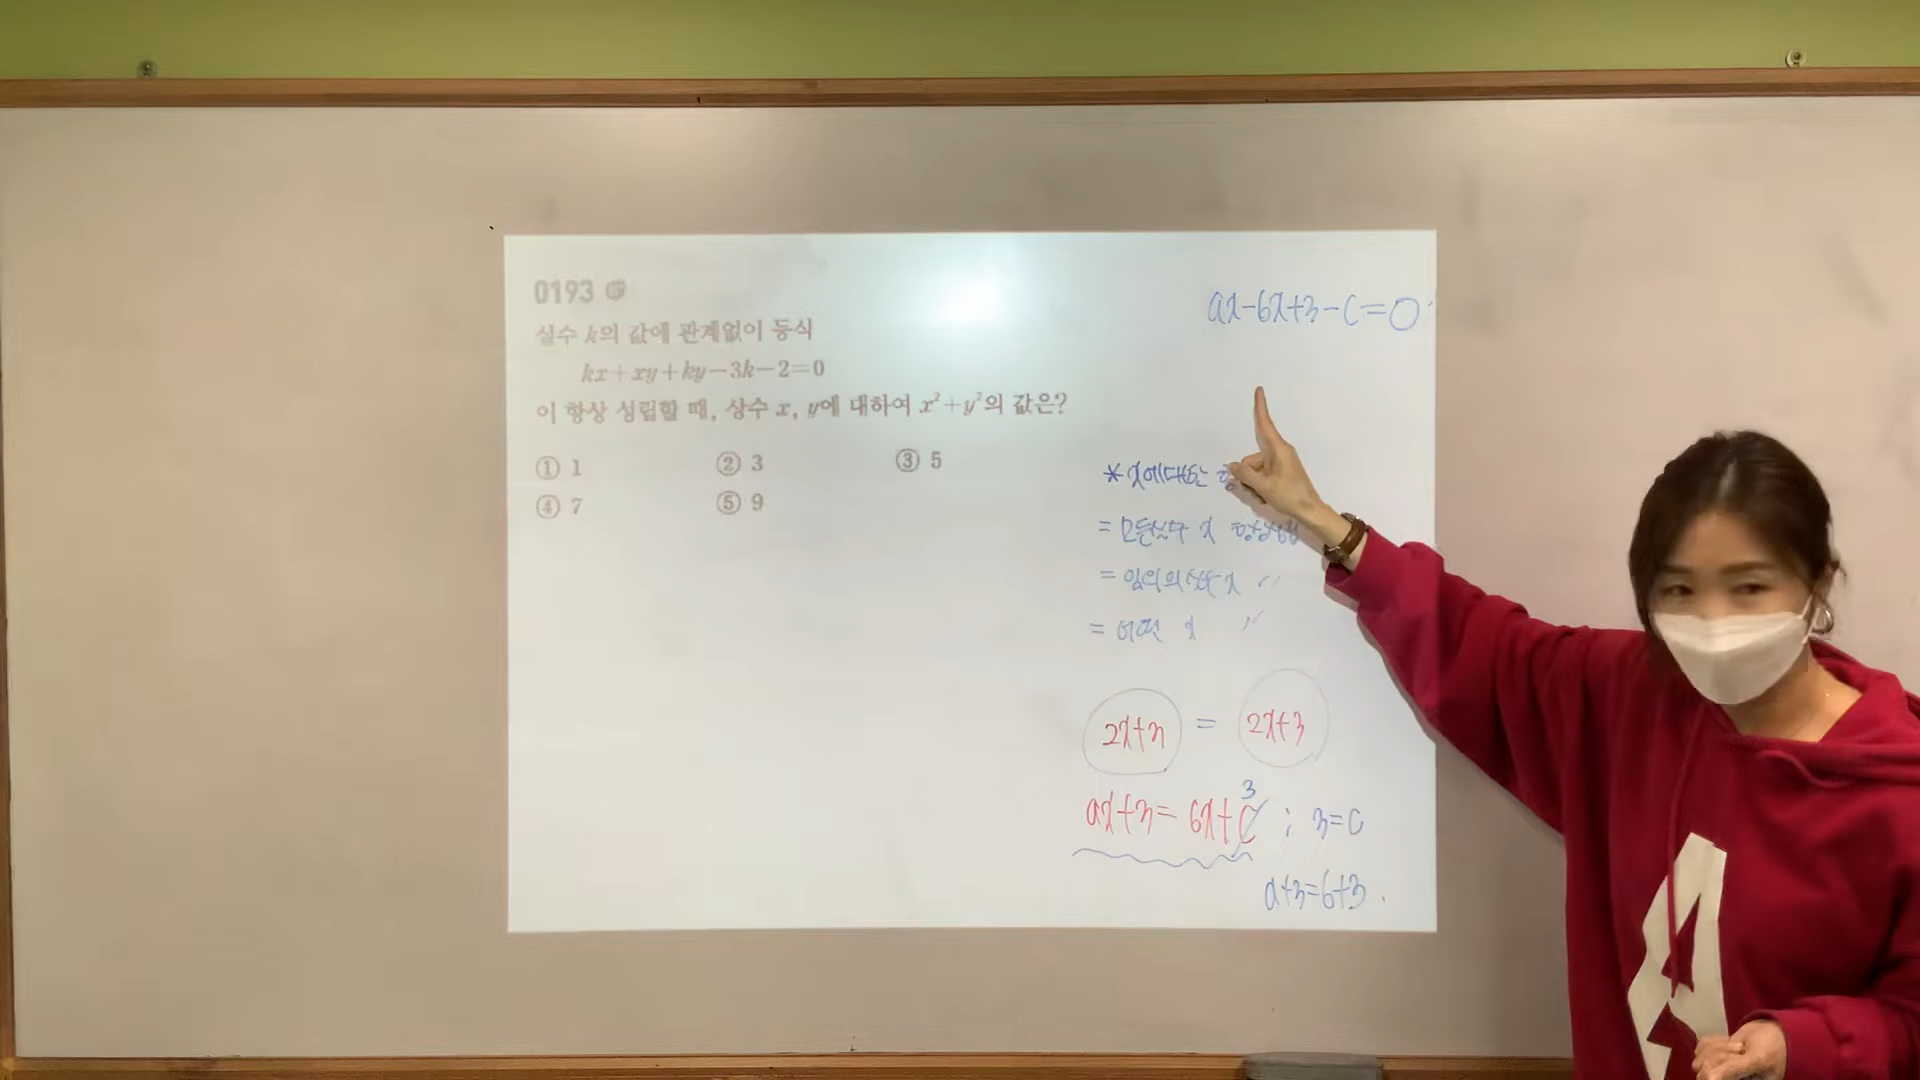 0193
실수 k의 값에 관계없이 등식
kx+xy+ky-3k-2=0
이 항상 성립할 때, 상수 x, y에 대하여 x²+y²의 값은?
① 1 ② 3 ③ 5
④ 7 ⑤ 9
ax-6x+3-c=0
* x에 대한
= 모든 실수 x 항상성립
= 임의의 실수 x 〃
= 어떤 x 〃
2x+3 = 2x+3
ax+3=6x+c 3 ; 3=c
a+3=6+3.
A